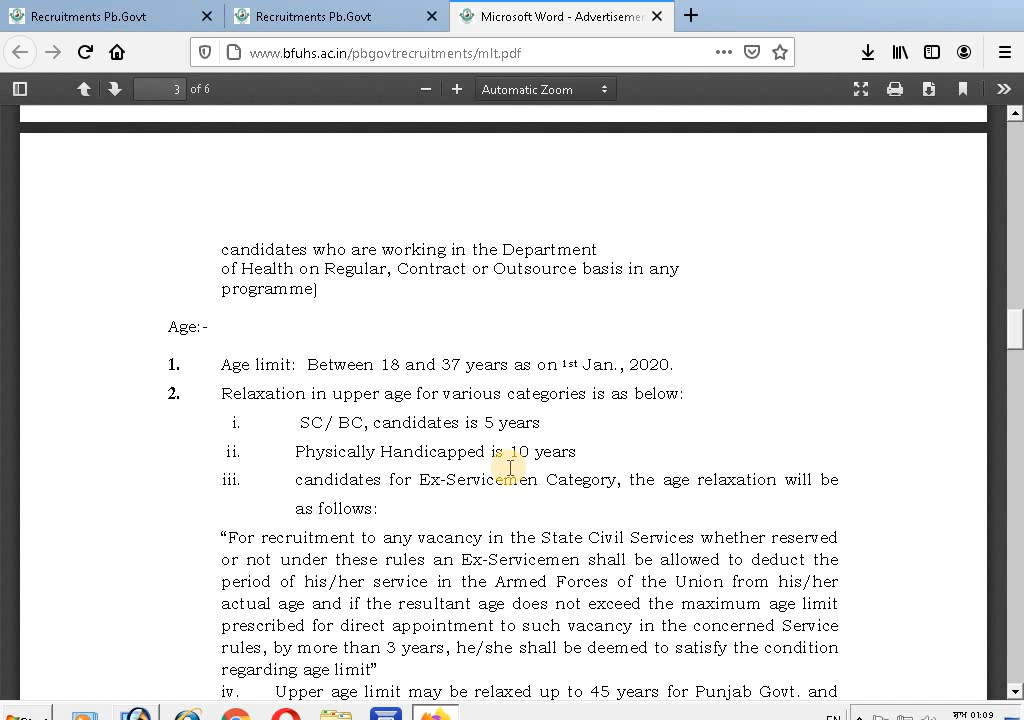 Recruitments Pb.Govt
Recruitments Pb.Govt
Microsoft Word - Advertisemen
www.bfuhs.ac.in/pbgovtrecruitments/mlt.pdf
3 of 6
Automatic Zoom
candidates who are working in the Department
of Health on Regular, Contract or Outsource basis in any
programme]
Age:-
1. Age limit: Between 18 and 37 years as on 1st Jan., 2020.
2. Relaxation in upper age for various categories is as below:
i. SC/ BC, candidates is 5 years
ii. Physically Handicapped is 10 years
iii. candidates for Ex-Servicemen Category, the age relaxation will be
as follows:
“For recruitment to any vacancy in the State Civil Services whether reserved
or not under these rules an Ex-Servicemen shall be allowed to deduct the
period of his/her service in the Armed Forces of the Union from his/her
actual age and if the resultant age does not exceed the maximum age limit
prescribed for direct appointment to such vacancy in the concerned Service
rules, by more than 3 years, he/she shall be deemed to satisfy the condition
regarding age limit”
iv. Upper age limit may be relaxed up to 45 years for Punjab Govt. and
EN
01:09